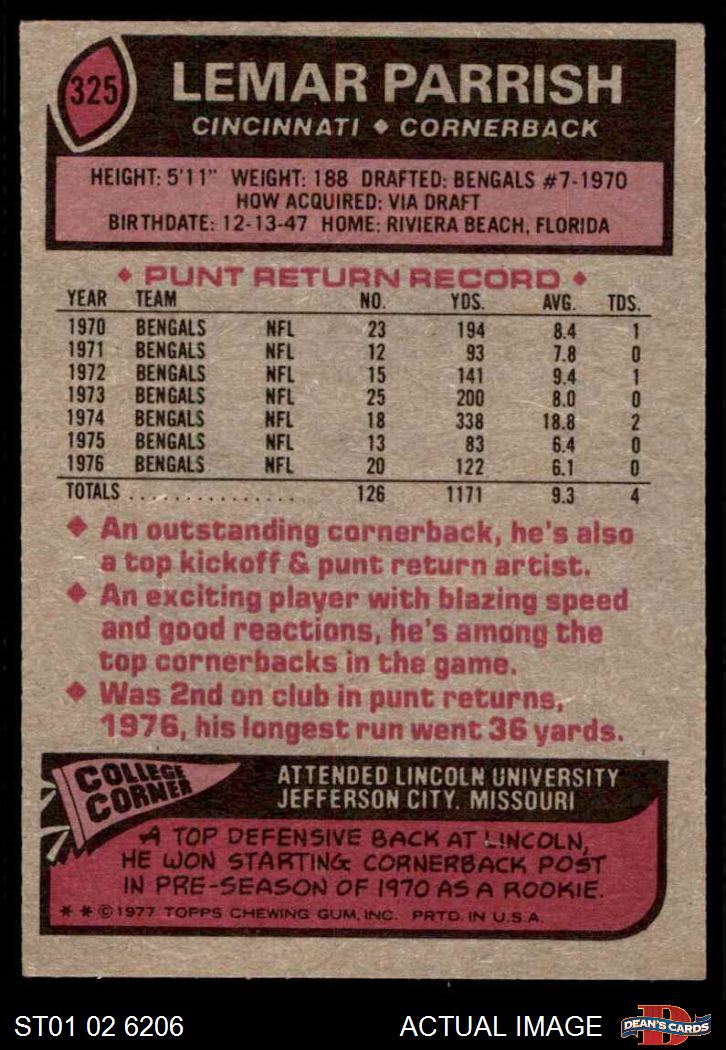 325
LEMAR PARRISH
CINCINNATI ◆ CORNERBACK
HEIGHT: 5'11" WEIGHT: 188 DRAFTED: BENGALS #7-1970
HOW ACQUIRED: VIA DRAFT
BIRTHDATE: 12-13-47 HOME: RIVIERA BEACH, FLORIDA
◆ PUNT RETURN RECORD ◆
YEAR TEAM NO. YDS. AVG. TDS.
1970 BENGALS NFL 23 194 8.4 1
1971 BENGALS NFL 12 93 7.8 0
1972 BENGALS NFL 15 141 9.4 1
1973 BENGALS NFL 25 200 8.0 0
1974 BENGALS NFL 18 338 18.8 2
1975 BENGALS NFL 13 83 6.4 0
1976 BENGALS NFL 20 122 6.1 0
TOTALS ............... 126 1171 9.3 4
◆ An outstanding cornerback, he's also
a top kickoff & punt return artist.
◆ An exciting player with blazing speed
and good reactions, he's among the
top cornerbacks in the game.
◆ Was 2nd on club in punt returns,
1976, his longest run went 36 yards.
COLLEGE
CORNER
ATTENDED LINCOLN UNIVERSITY
JEFFERSON CITY, MISSOURI
A TOP DEFENSIVE BACK AT LINCOLN,
HE WON STARTING CORNERBACK POST
IN PRE-SEASON OF 1970 AS A ROOKIE.
* * © 1977 TOPPS CHEWING GUM, INC. PRTD. IN U.S.A.
ST01 02 6206 ACTUAL IMAGE DEAN'S CARDS